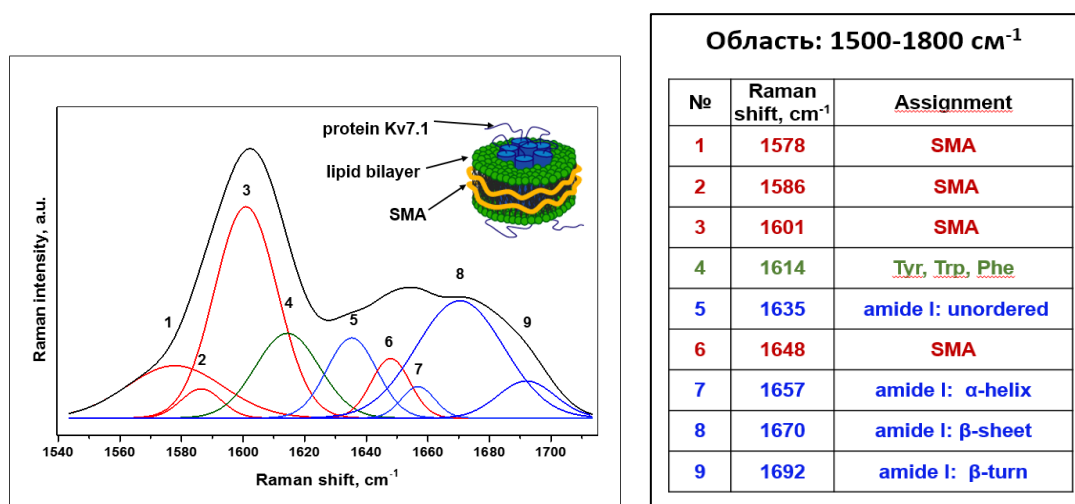 protein Kv7.1
lipid bilayer
SMA
1
2
3
4
5
6
7
8
9
Raman intensity, a.u.
1540 1560 1580 1600 1620 1640 1660 1680 1700
Raman shift, cm⁻¹
Область: 1500-1800 см⁻¹
№ Raman shift, cm⁻¹ Assignment
1 1578 SMA
2 1586 SMA
3 1601 SMA
4 1614 Tyr, Trp, Phe
5 1635 amide I: unordered
6 1648 SMA
7 1657 amide I: α-helix
8 1670 amide I: β-sheet
9 1692 amide I: β-turn